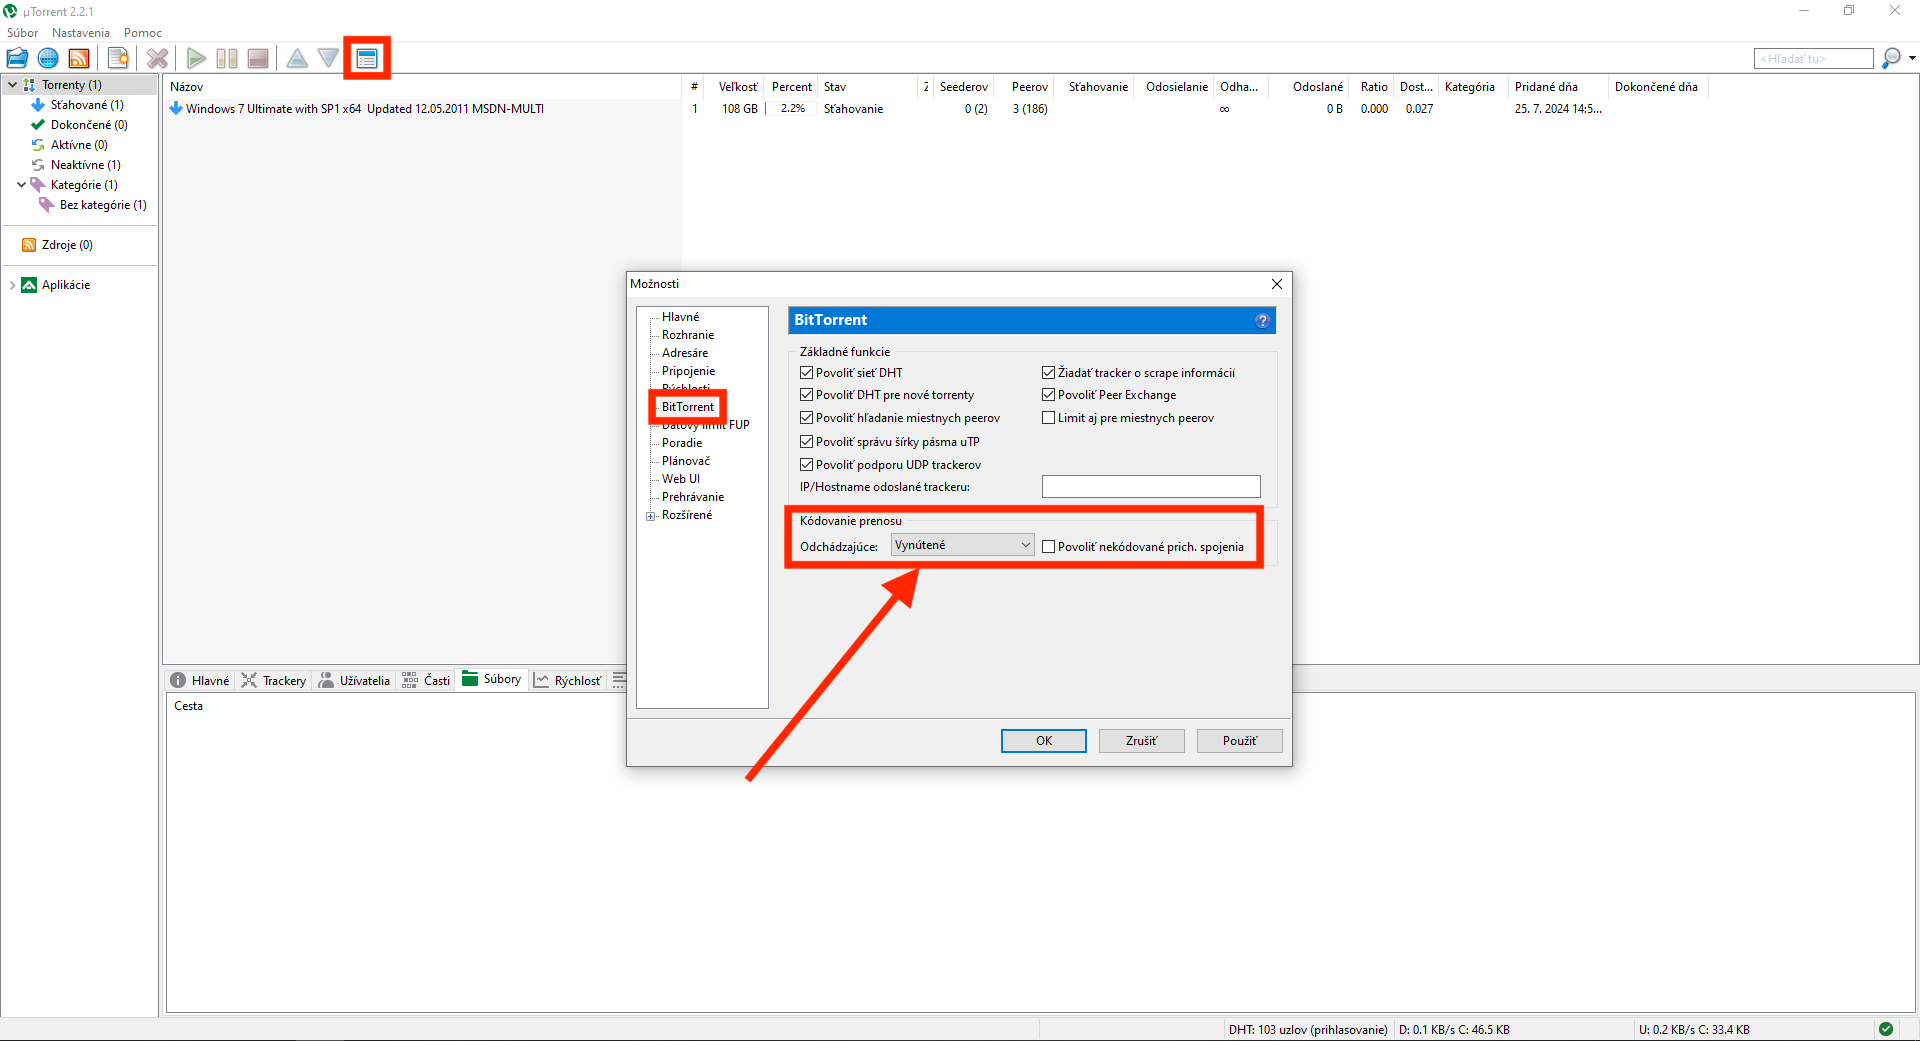 µTorrent 2.2.1
Súbor Nastavenia Pomoc
<Hľadať tu>
Torrenty (1)
Sťahované (1)
Dokončené (0)
Aktívne (0)
Neaktívne (1)
Kategórie (1)
Bez kategórie (1)
Zdroje (0)
Aplikácie
Názov # Veľkosť Percent Stav Z Seederov Peerov Sťahovanie Odosielanie Odha... Odoslané Ratio Dost... Kategória Pridané dňa Dokončené dňa
Windows 7 Ultimate with SP1 x64 Updated 12.05.2011 MSDN-MULTI 1 108 GB 2.2% Sťahovanie 0 (2) 3 (186) ∞ 0 B 0.000 0.027 25. 7. 2024 14:5...
Možnosti
Hlavné
Rozhranie
Adresáre
Pripojenie
Rýchlosti
BitTorrent
Dátový limit FUP
Poradie
Plánovač
Web UI
Prehrávanie
Rozšírené
BitTorrent
Základné funkcie
Povoliť sieť DHT
Žiadať tracker o scrape informácií
Povoliť DHT pre nové torrenty
Povoliť Peer Exchange
Povoliť hľadanie miestnych peerov
Limit aj pre miestnych peerov
Povoliť správu šírky pásma uTP
Povoliť podporu UDP trackerov
IP/Hostname odoslané trackeru:
Kódovanie prenosu
Odchádzajúce: Vynútené Povoliť nekódované prich. spojenia
OK Zrušiť Použiť
Hlavné Trackery Užívatelia Časti Súbory Rýchlosť
Cesta
DHT: 103 uzlov (prihlasovanie) D: 0.1 KB/s C: 46.5 KB U: 0.2 KB/s C: 33.4 KB